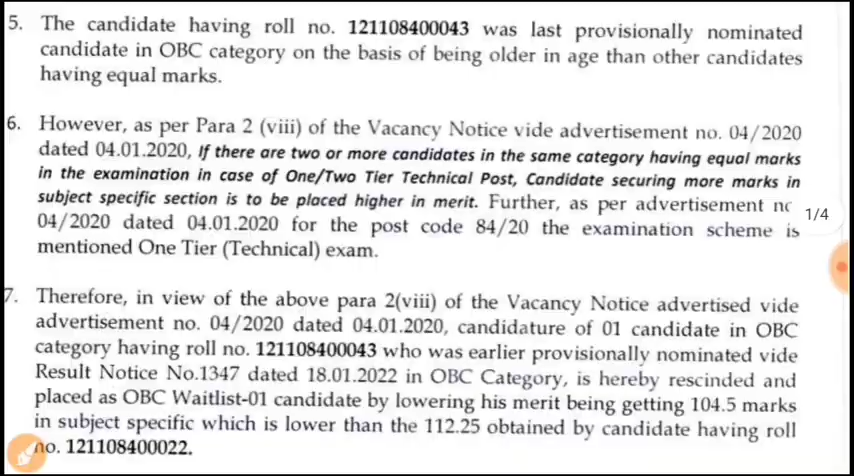 5. The candidate having roll no. 121108400043 was last provisionally nominated
candidate in OBC category on the basis of being older in age than other candidates
having equal marks.
6. However, as per Para 2 (viii) of the Vacancy Notice vide advertisement no. 04/2020
dated 04.01.2020, If there are two or more candidates in the same category having equal marks
in the examination in case of One/Two Tier Technical Post, Candidate securing more marks in
subject specific section is to be placed higher in merit. Further, as per advertisement
1/4
04/2020 dated 04.01.2020 for the post code 84/20 the examination scheme is
mentioned One Tier (Technical) exam.
7. Therefore, in view of the above para 2(viii) of the Vacancy Notice advertised vide
advertisement no. 04/2020 dated 04.01.2020, candidature of 01 candidate in OBC
category having roll no. 121108400043 who was earlier provisionally nominated vide
Result Notice No.1347 dated 18.01.2022 in OBC Category, is hereby rescinded and
placed as OBC Waitlist-01 candidate by lowering his merit being getting 104.5 marks
in subject specific which is lower than the 112.25 obtained by candidate having roll
no. 121108400022.